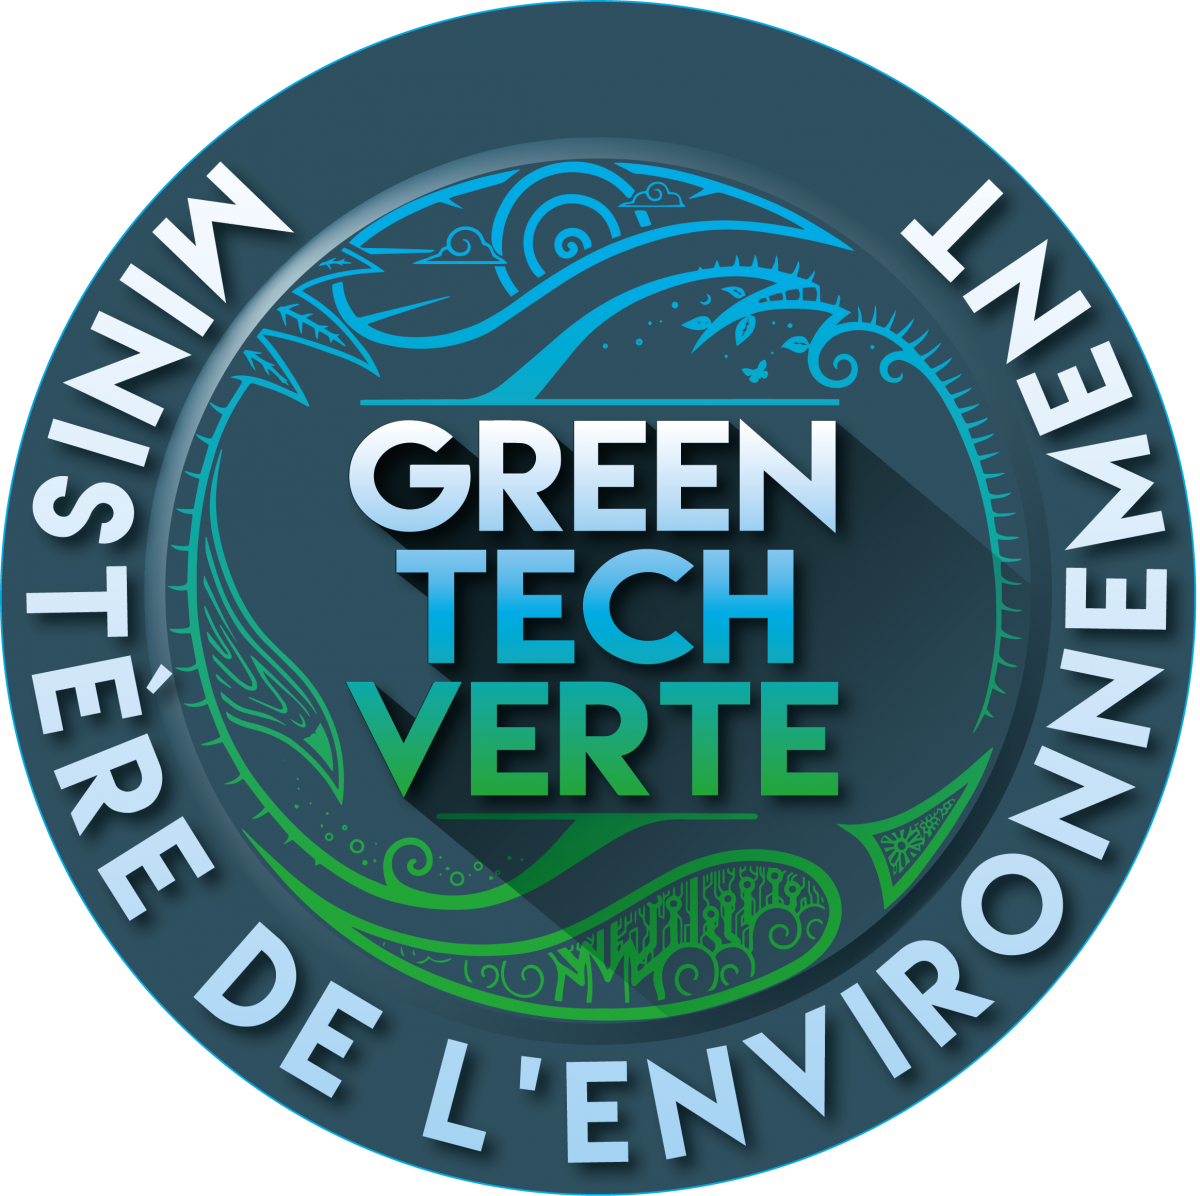 GREEN
TECH
VERTE
MINISTÈRE DE L'ENVIRONNEMENT